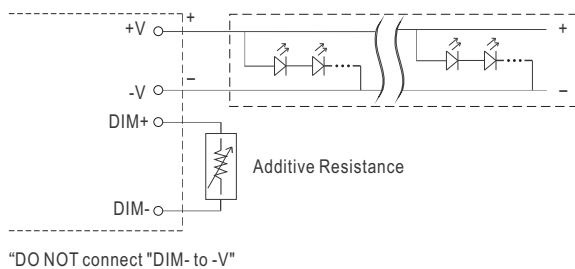 +V
+
+
-V
−
−
DIM+
Additive Resistance
DIM-
“DO NOT connect "DIM- to -V"